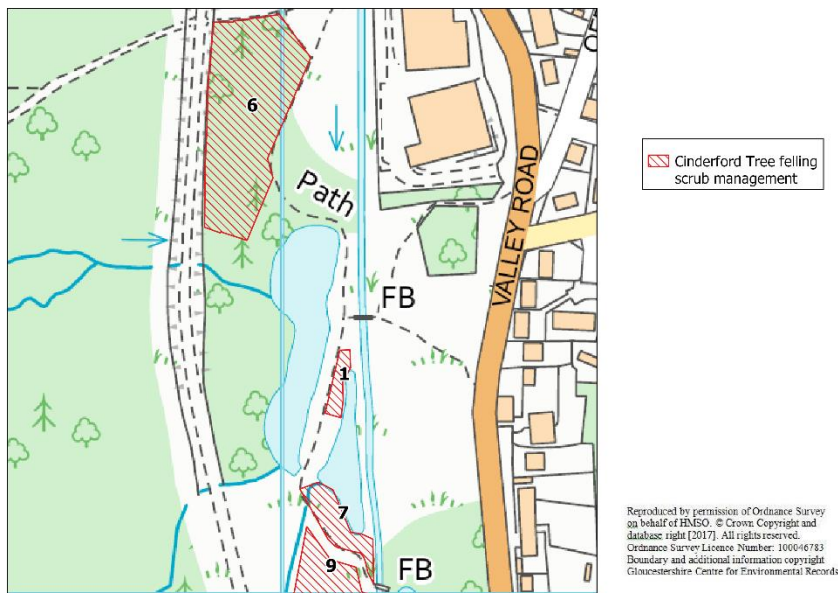 6
Path
FB
VALLEY ROAD
1
7
9
FB
Cinderford Tree felling
scrub management
Reproduced by permission of Ordnance Survey
on behalf of HMSO. © Crown Copyright and
database right [2017]. All rights reserved.
Ordnance Survey Licence Number: 100046783
Boundary and additional information copyright
Gloucestershire Centre for Environmental Records